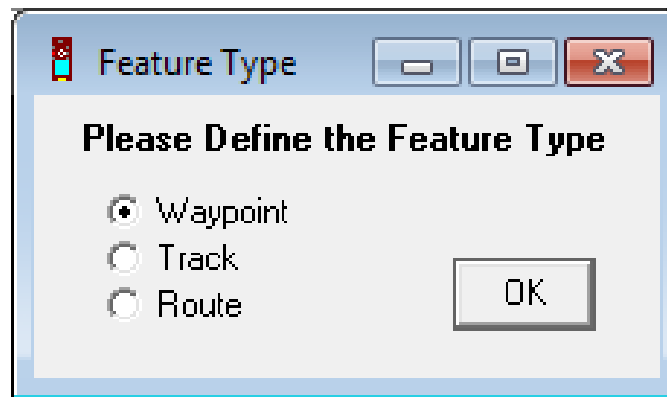 Feature Type
Please Define the Feature Type
Waypoint
Track
Route
OK